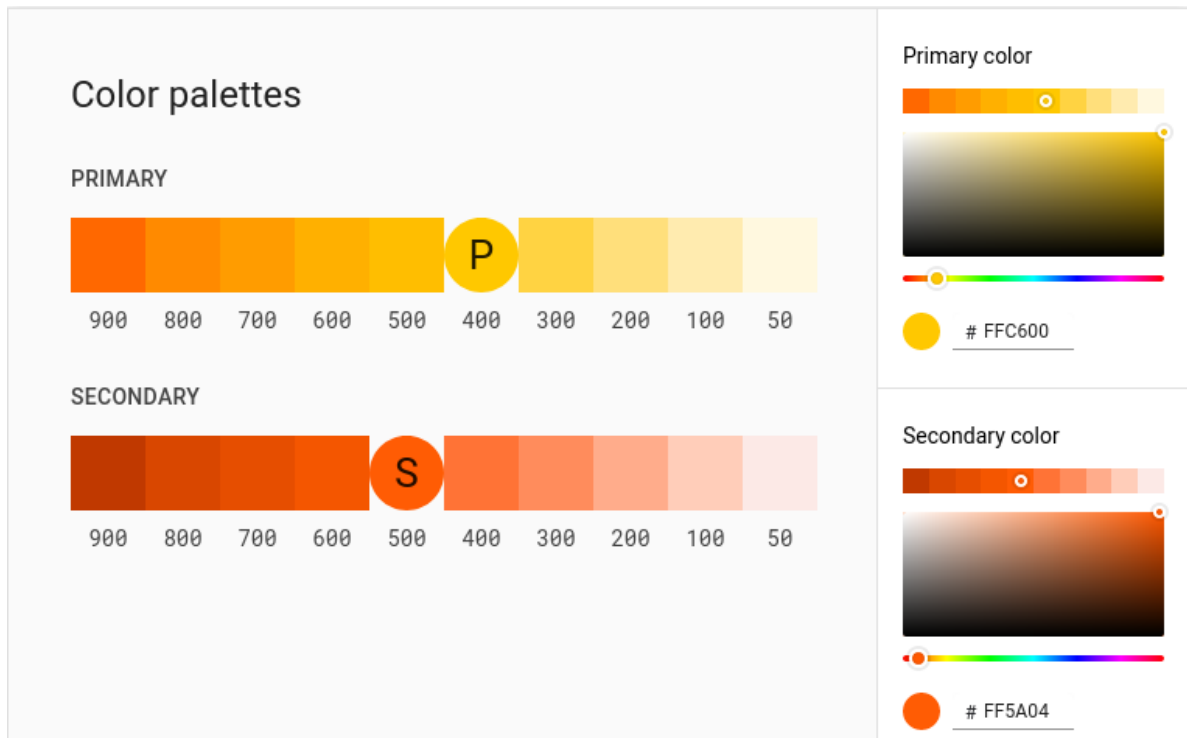 Color palettes
PRIMARY
P
900 800 700 600 500 400 300 200 100 50
SECONDARY
S
900 800 700 600 500 400 300 200 100 50
Primary color
# FFC600
Secondary color
# FF5A04